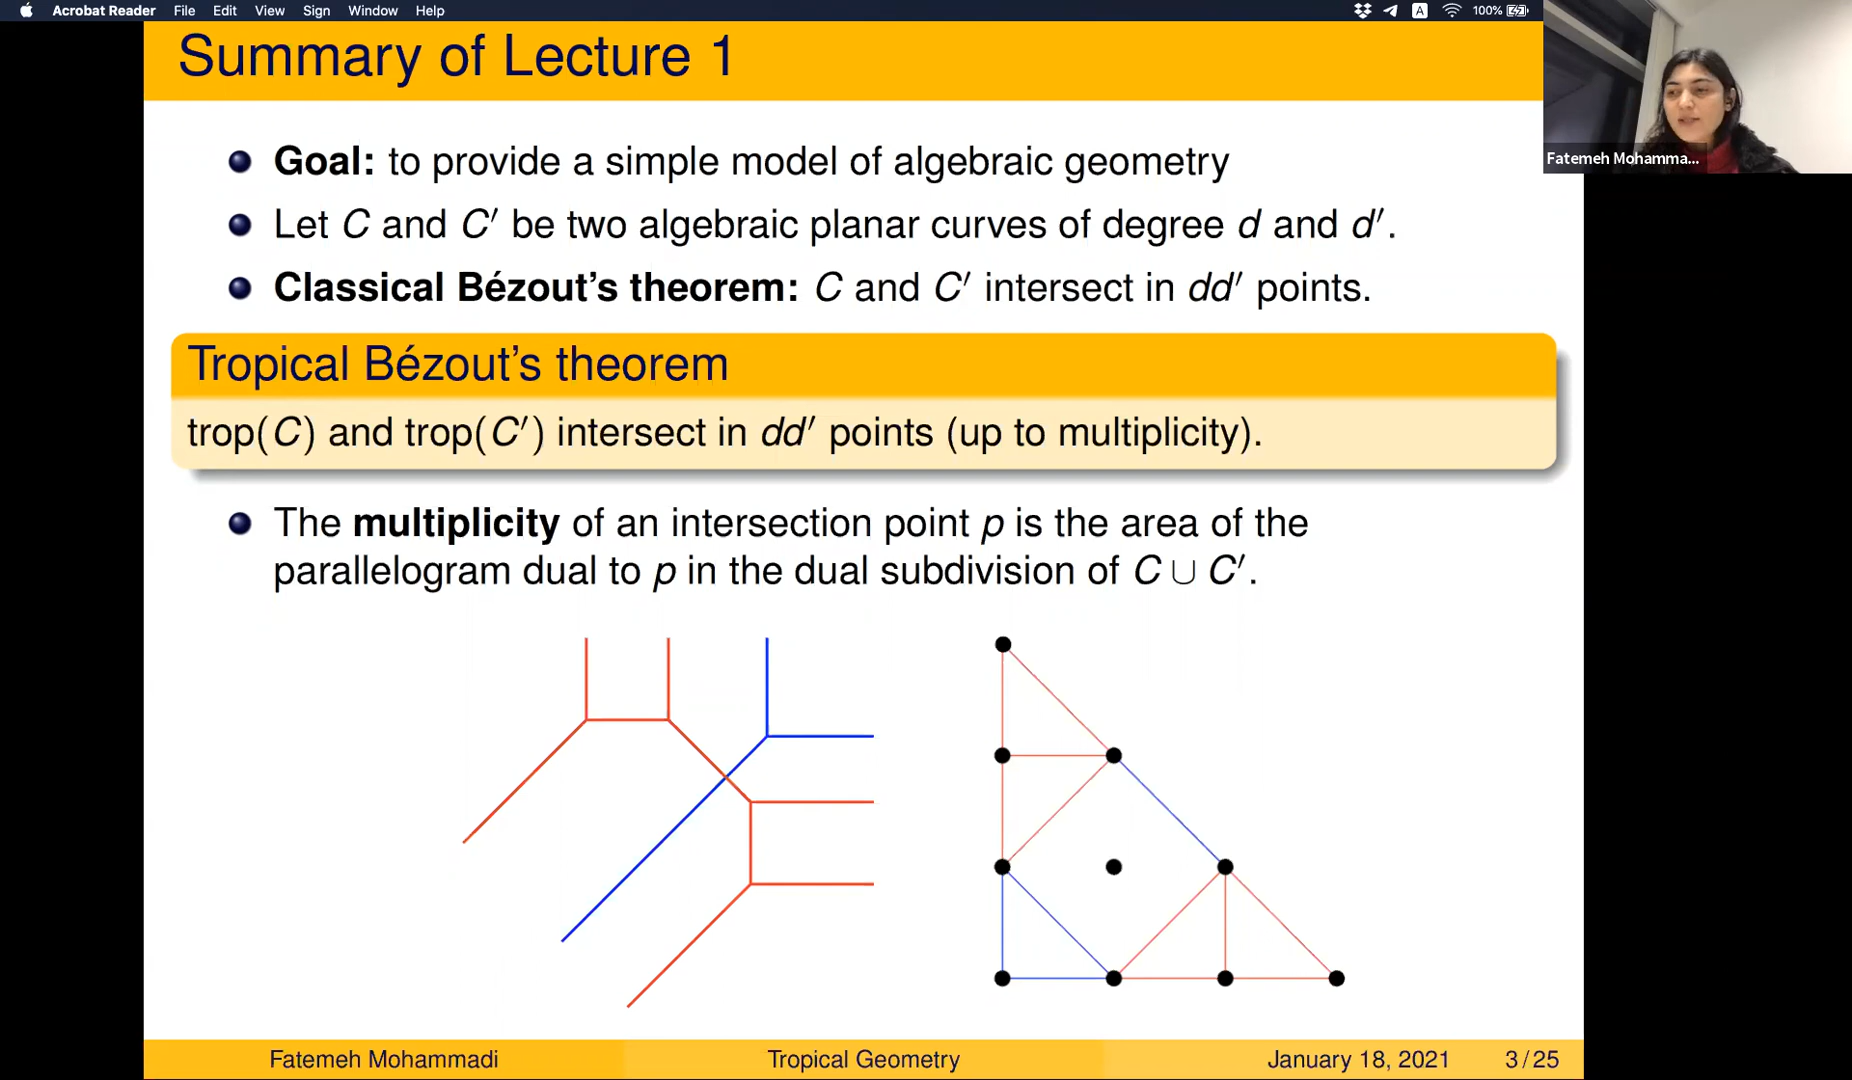 Acrobat Reader File Edit View Sign Window Help
A 100%
Summary of Lecture 1
Goal: to provide a simple model of algebraic geometry
Let C and C′ be two algebraic planar curves of degree d and d′.
Classical Bézout’s theorem: C and C′ intersect in dd′ points.
Tropical Bézout’s theorem
trop(C) and trop(C′) intersect in dd′ points (up to multiplicity).
The multiplicity of an intersection point p is the area of the
parallelogram dual to p in the dual subdivision of C ∪ C′.
Fatemeh Mohamma...
Fatemeh Mohammadi Tropical Geometry January 18, 2021 3 / 25